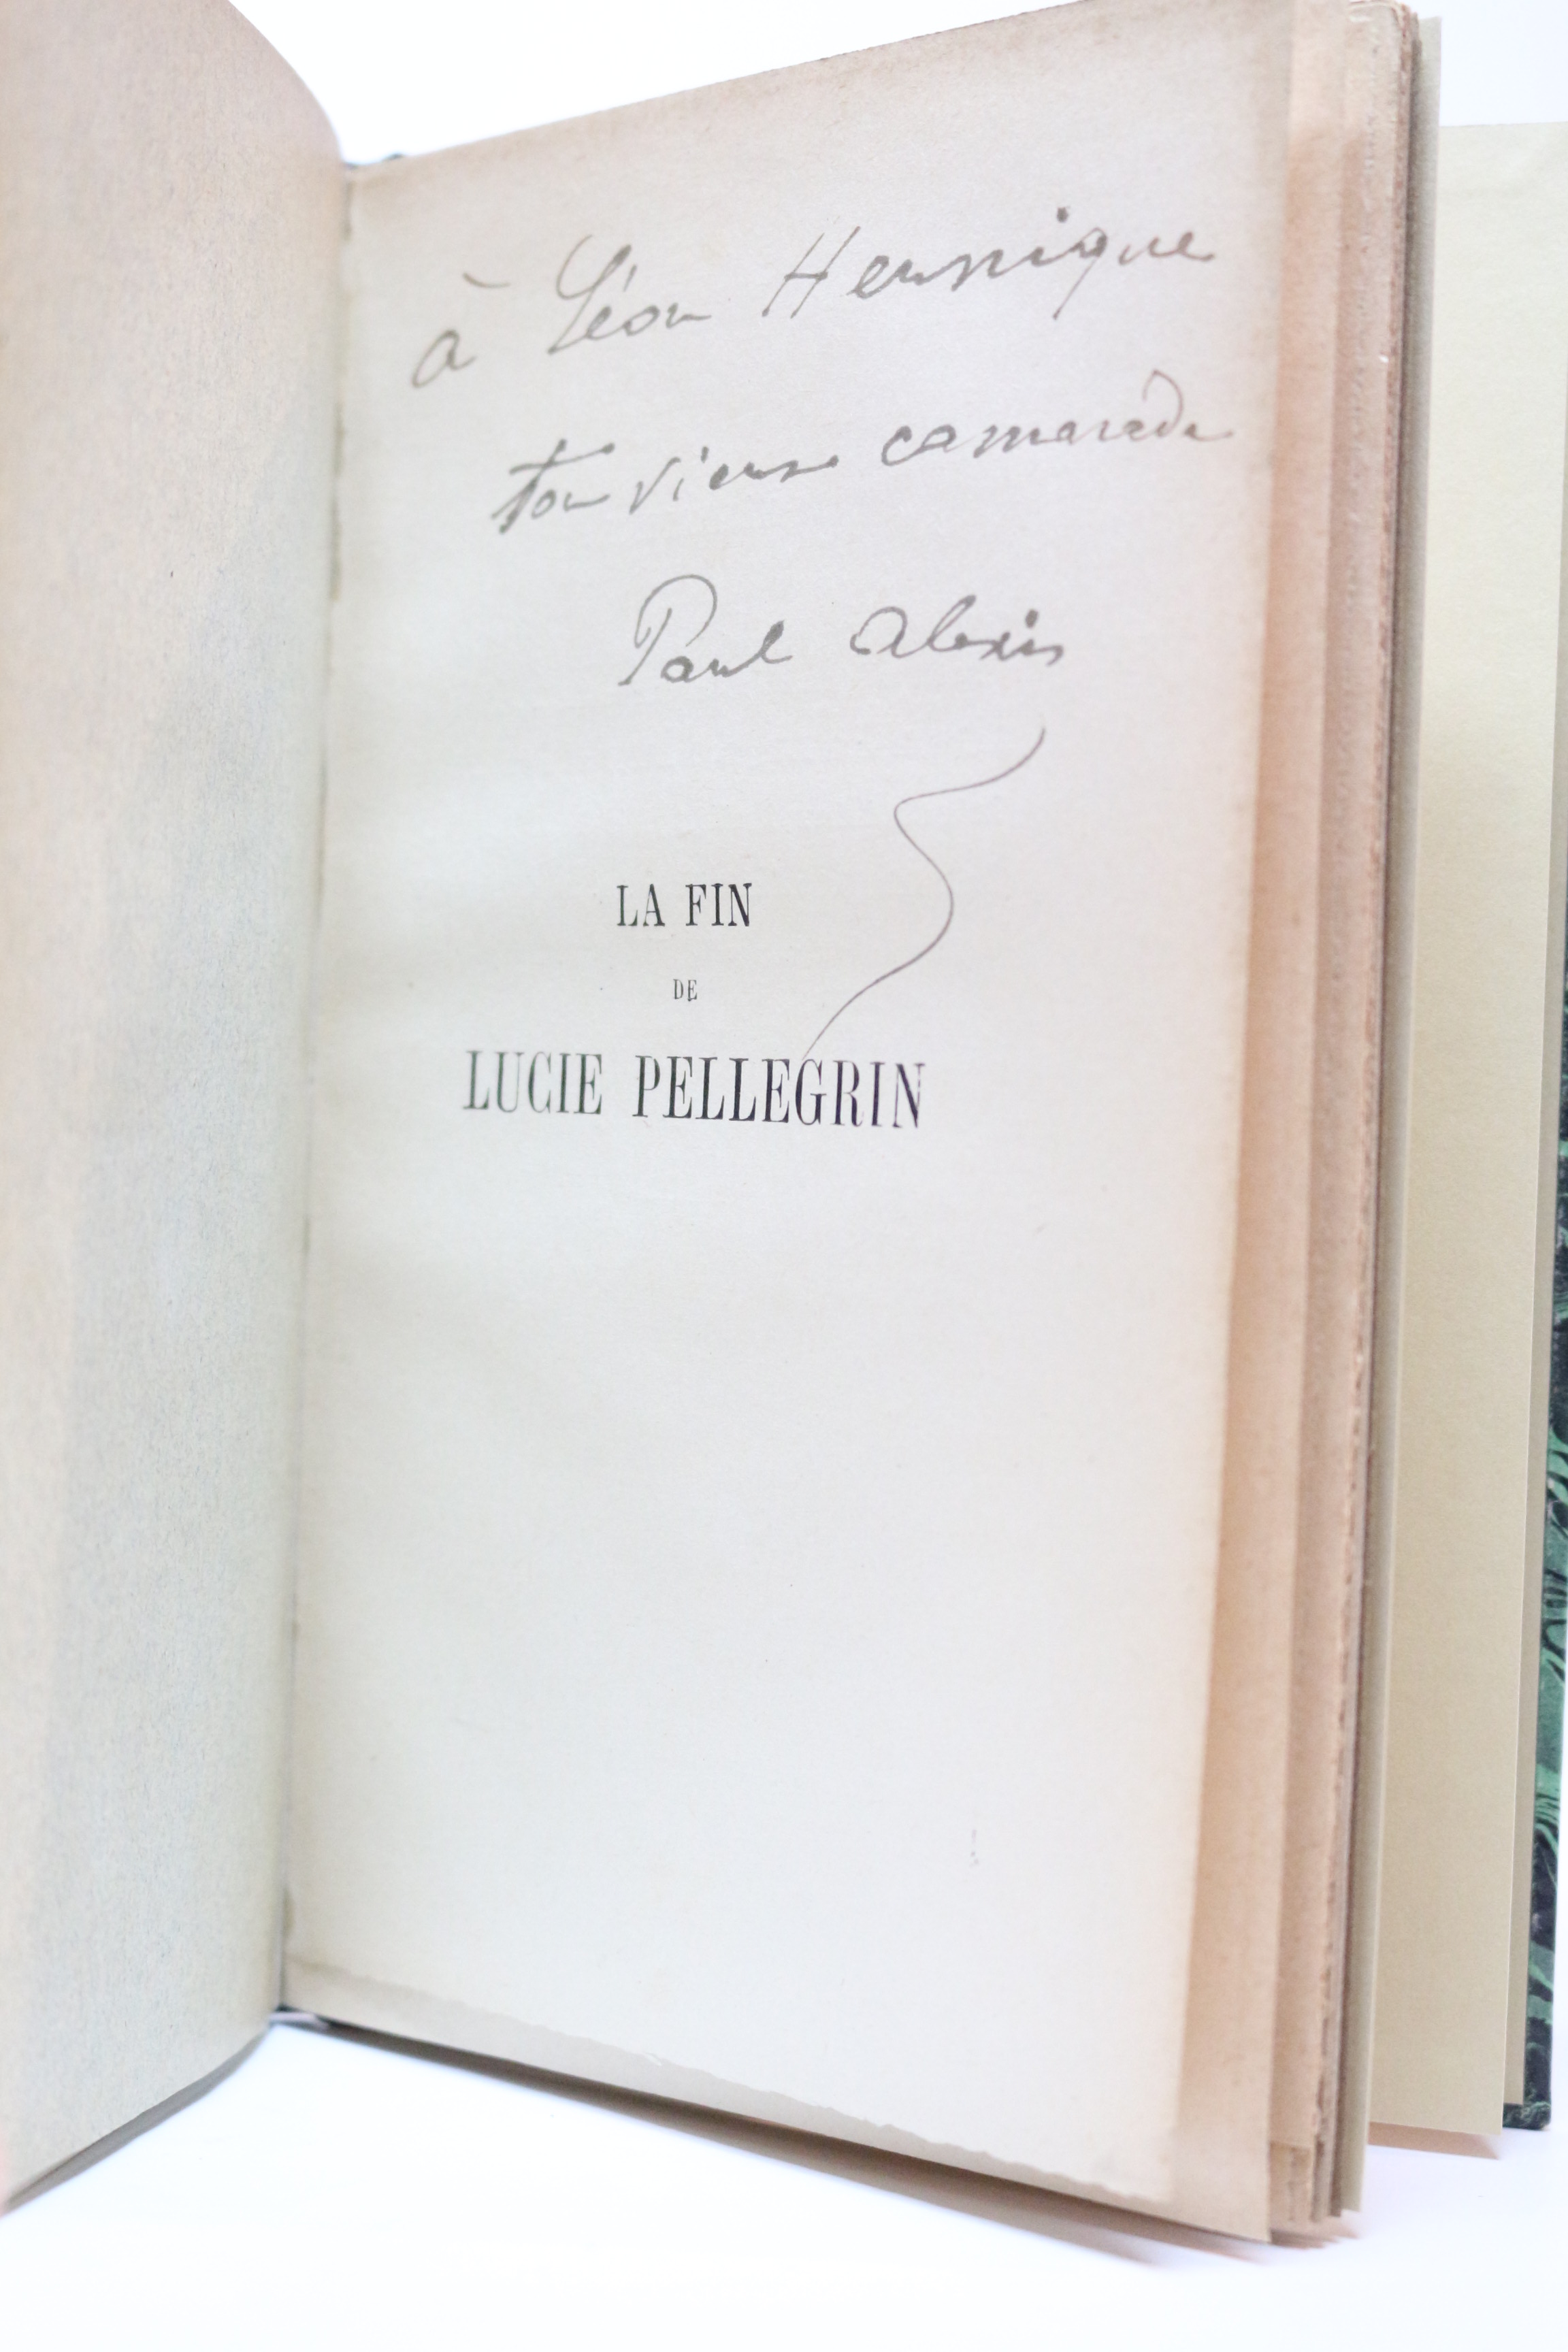 à Léon Hennique
ton vieux camarade
Paul Alexis
LA FIN
DE
LUCIE PELLEGRIN